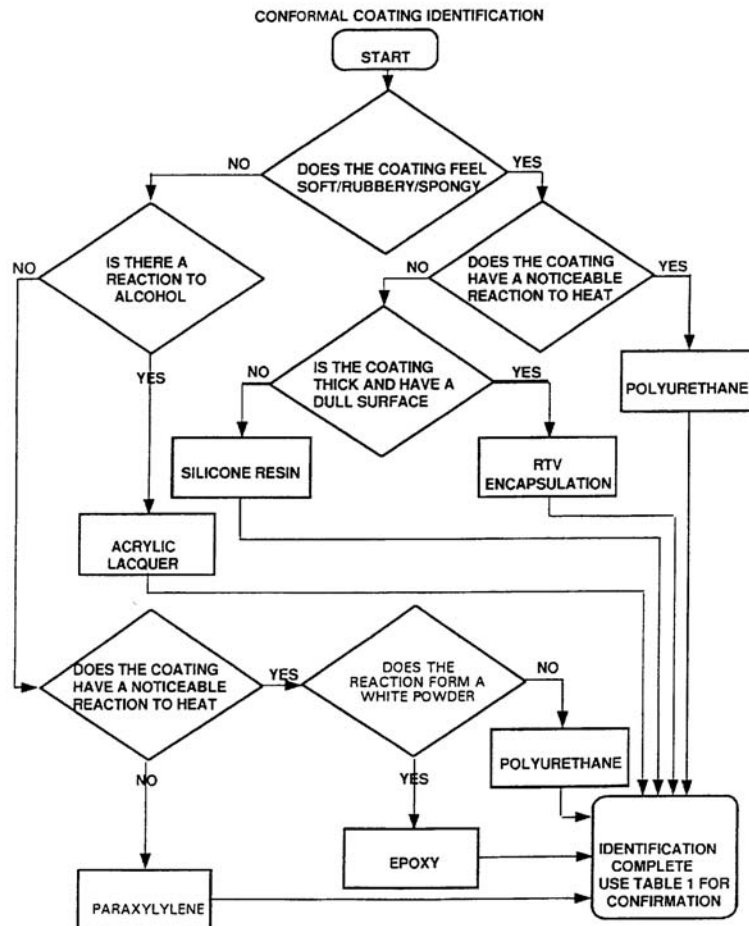 CONFORMAL COATING IDENTIFICATION
START
NO
YES
DOES THE COATING FEEL
SOFT/RUBBERY/SPONGY
NO
IS THERE A
REACTION TO
ALCOHOL
NO
DOES THE COATING
HAVE A NOTICEABLE
REACTION TO HEAT
YES
NO
IS THE COATING
THICK AND HAVE A
DULL SURFACE
YES
YES
POLYURETHANE
SILICONE RESIN
RTV
ENCAPSULATION
ACRYLIC
LACQUER
DOES THE COATING
HAVE A NOTICEABLE
REACTION TO HEAT
YES
DOES THE
REACTION FORM A
WHITE POWDER
NO
POLYURETHANE
NO
YES
EPOXY
PARAXYLYLENE
IDENTIFICATION
COMPLETE
USE TABLE 1 FOR
CONFIRMATION